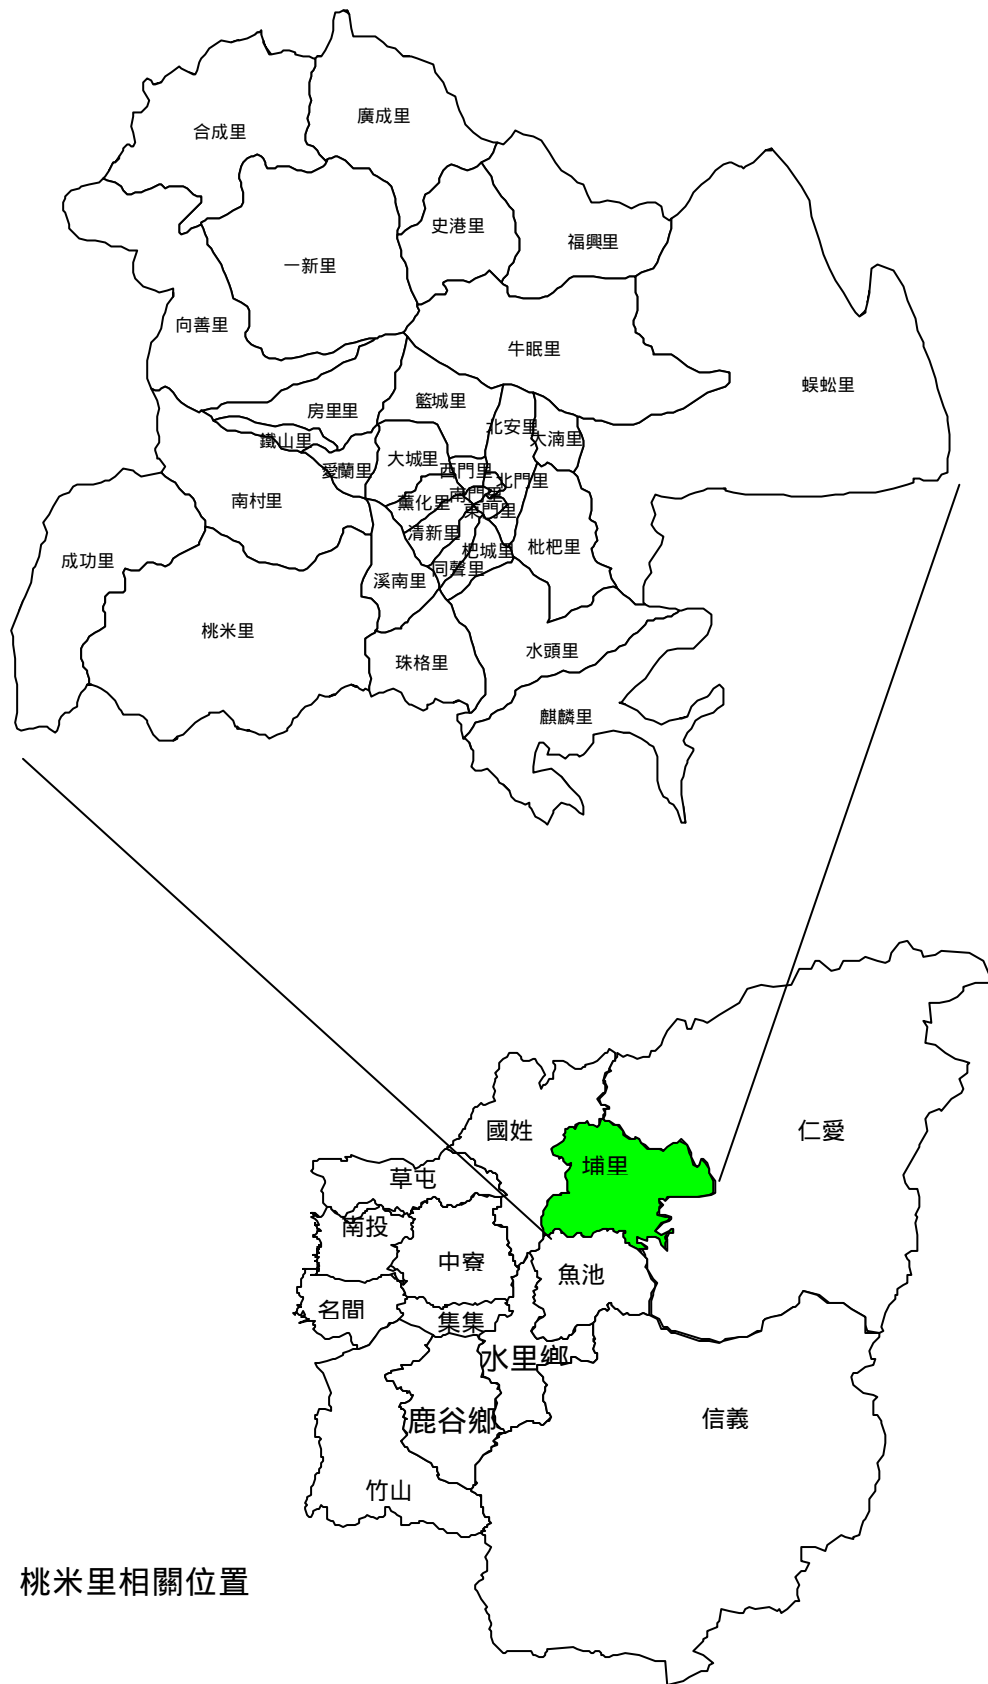 廣成里
合成里
史港里
福興里
一新里
向善里
牛眠里
蜈蚣里
籃城里
房里里
北安里
大湳里
鐵山里
大城里
愛蘭里
西門里
北門里
南門里
南村里
薰化里
東門里
清新里
枇杷里
杷城里
成功里
同聲里
溪南里
桃米里
水頭里
珠格里
麒麟里
國姓
仁愛
埔里
草屯
南投
中寮
魚池
名間
集集
水里鄉
鹿谷鄉
信義
竹山
桃米里相關位置